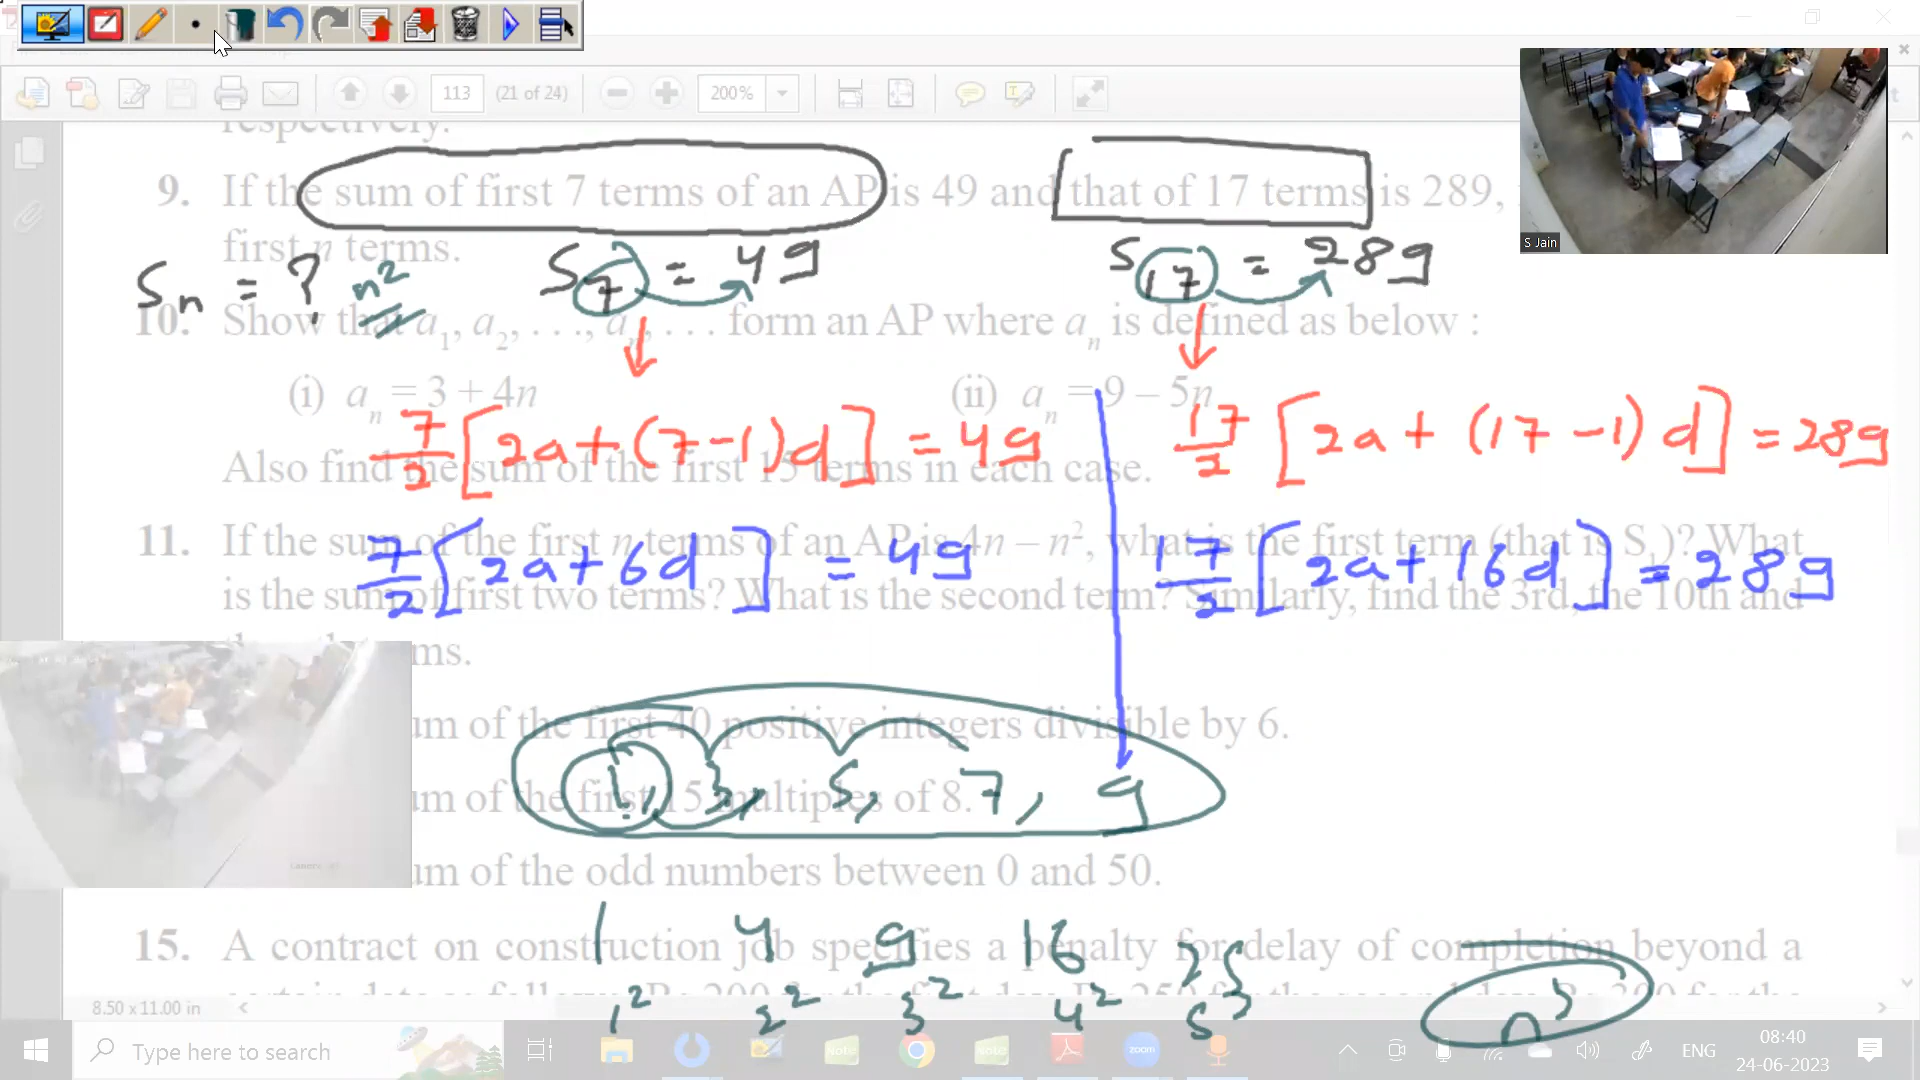 113 (21 of 24) 200%
respectively.
9. If the sum of first 7 terms of an AP is 49 and that of 17 terms is 289,
first n terms.
S₇ = 49
S₁₇ = 289
Sₙ = ? n²
10. Show that a₁, a₂, . . ., aₙ, . . . form an AP where aₙ is defined as below :
(i) aₙ = 3 + 4n (ii) aₙ = 9 – 5n
7/2 [2a+(7-1)d] = 49
17/2 [2a + (17-1)d] = 289
Also find the sum of the first 15 terms in each case.
11. If the sum of the first n terms of an AP is 4n – n², what is the first term (that is S₁)? What
7/2 [2a+6d] = 49
17/2 [2a+16d] = 289
is the sum of first two terms? What is the second term? Similarly, find the 3rd, the 10th and
ms.
um of the first 40 positive integers divisible by 6.
1, 3, 5, 7, 9
um of the first 15 multiples of 8.
um of the odd numbers between 0 and 50.
1 4 9 16 25
15. A contract on construction job specifies a penalty for delay of completion beyond a
1² 2² 3² 4² 5²
8.50 x 11.00 in
S Jain
Type here to search
zoom
ENG
08:40
24-06-2023